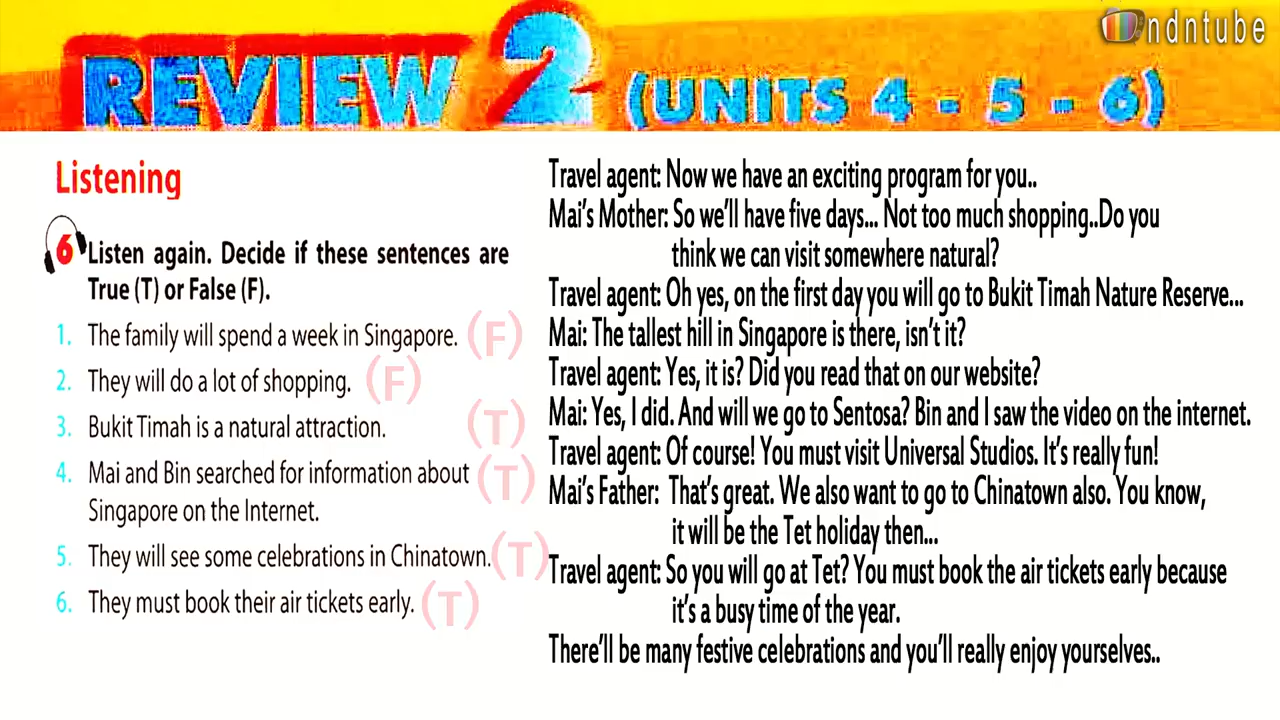 ndntube
REVIEW 2 (UNITS 4 - 5 - 6)
Listening
6 Listen again. Decide if these sentences are
True (T) or False (F).
1. The family will spend a week in Singapore. (F)
2. They will do a lot of shopping. (F)
3. Bukit Timah is a natural attraction. (T)
4. Mai and Bin searched for information about (T)
Singapore on the Internet.
5. They will see some celebrations in Chinatown. (T)
6. They must book their air tickets early. (T)
Travel agent: Now we have an exciting program for you..
Mai's Mother: So we'll have five days... Not too much shopping..Do you
think we can visit somewhere natural?
Travel agent: Oh yes, on the first day you will go to Bukit Timah Nature Reserve...
Mai: The tallest hill in Singapore is there, isn't it?
Travel agent: Yes, it is? Did you read that on our website?
Mai: Yes, I did. And will we go to Sentosa? Bin and I saw the video on the internet.
Travel agent: Of course! You must visit Universal Studios. It's really fun!
Mai's Father: That's great. We also want to go to Chinatown also. You know,
it will be the Tet holiday then...
Travel agent: So you will go at Tet? You must book the air tickets early because
it's a busy time of the year.
There'll be many festive celebrations and you'll really enjoy yourselves..